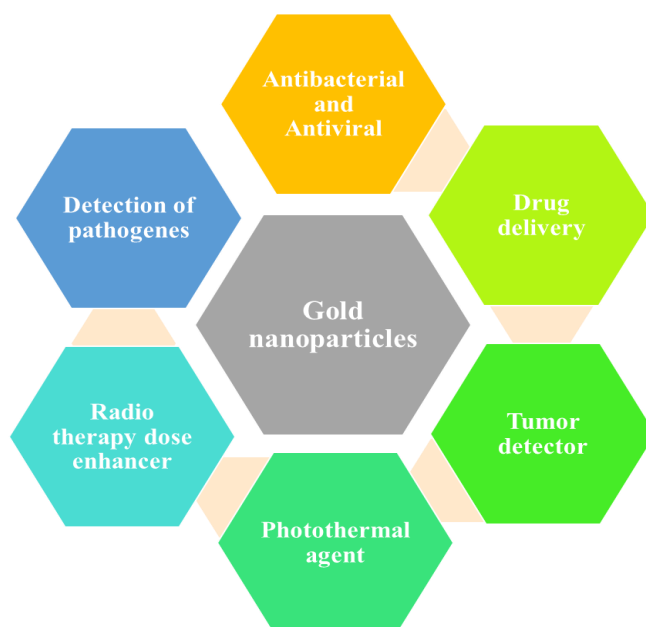 Antibacterial
and
Antiviral
Drug
delivery
Tumor
detector
Photothermal
agent
Radio
therapy dose
enhancer
Detection of
pathogenes
Gold
nanoparticles